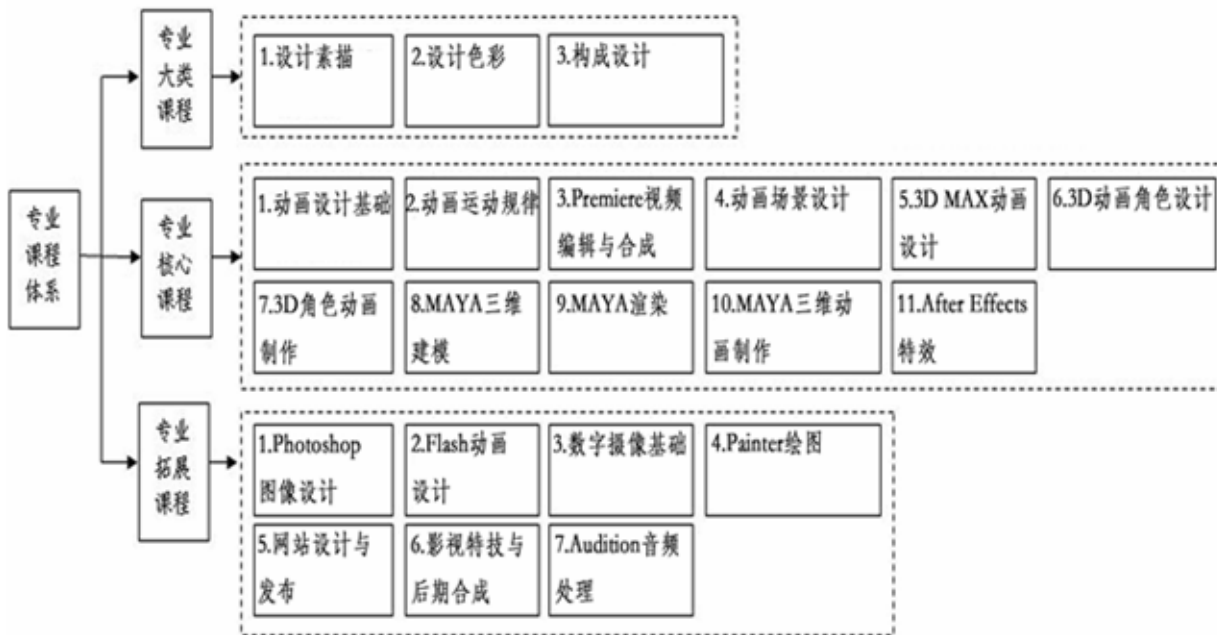 专业
大类
课程
1.设计素描
2.设计色彩
3.构成设计
专业
课程
体系
专业
核心
课程
1.动画设计基础
2.动画运动规律
3.Premiere视频
编辑与合成
4.动画场景设计
5.3D MAX动画
设计
6.3D动画角色设计
7.3D角色动画
制作
8.MAYA三维
建模
9.MAYA渲染
10.MAYA三维动
画制作
11.After Effects
特效
专业
拓展
课程
1.Photoshop
图像设计
2.Flash动画
设计
3.数字摄像基础
4.Painter绘图
5.网站设计与
发布
6.影视特技与
后期合成
7.Audition音频
处理